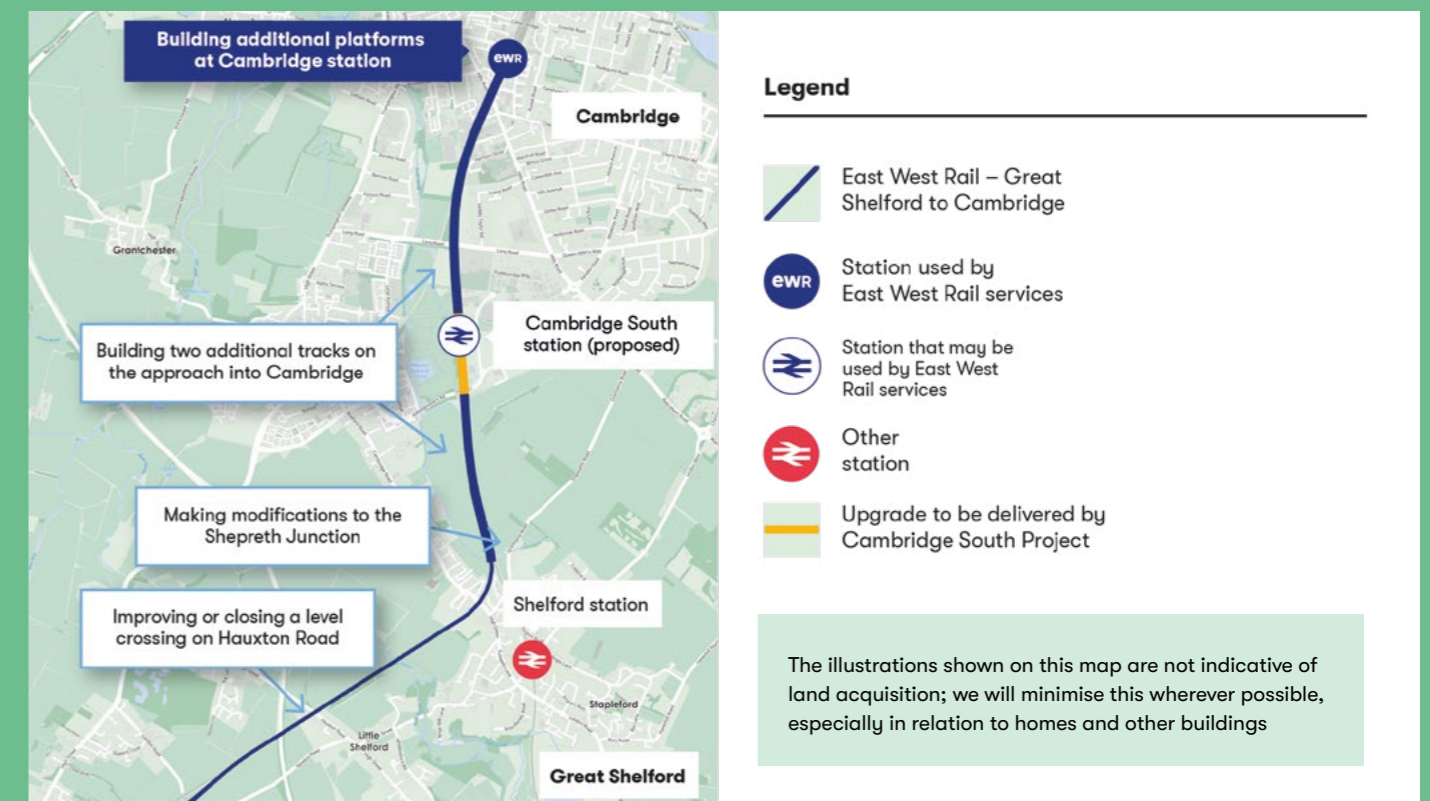 Building additional platforms
at Cambridge station
ewR
Cambridge
Grantchester
Cambridge South
station (proposed)
Building two additional tracks on
the approach into Cambridge
Making modifications to the
Shepreth Junction
Improving or closing a level
crossing on Hauxton Road
Shelford station
Stapleford
Little
Shelford
Great Shelford
Legend
East West Rail – Great
Shelford to Cambridge
ewR
Station used by
East West Rail services
Station that may be
used by East West
Rail services
Other
station
Upgrade to be delivered by
Cambridge South Project
The illustrations shown on this map are not indicative of
land acquisition; we will minimise this wherever possible,
especially in relation to homes and other buildings